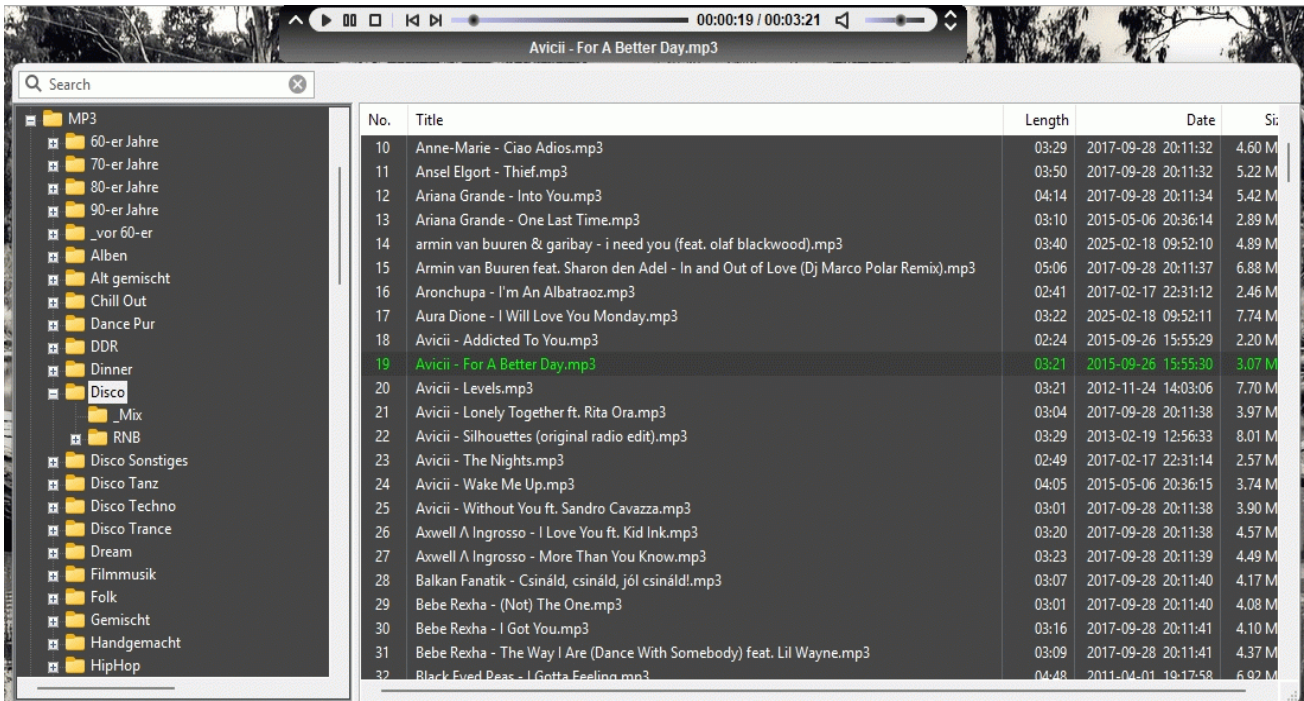 00:00:19 / 00:03:21
Avicii - For A Better Day.mp3
Search
MP3
60-er Jahre
70-er Jahre
80-er Jahre
90-er Jahre
_vor 60-er
Alben
Alt gemischt
Chill Out
Dance Pur
DDR
Dinner
Disco
_Mix
RNB
Disco Sonstiges
Disco Tanz
Disco Techno
Disco Trance
Dream
Filmmusik
Folk
Gemischt
Handgemacht
HipHop
No. Title Length Date Siz
10 Anne-Marie - Ciao Adios.mp3 03:29 2017-09-28 20:11:32 4.60 M
11 Ansel Elgort - Thief.mp3 03:50 2017-09-28 20:11:32 5.22 M
12 Ariana Grande - Into You.mp3 04:14 2017-09-28 20:11:34 5.42 M
13 Ariana Grande - One Last Time.mp3 03:10 2015-05-06 20:36:14 2.89 M
14 armin van buuren & garibay - i need you (feat. olaf blackwood).mp3 03:40 2025-02-18 09:52:10 4.89 M
15 Armin van Buuren feat. Sharon den Adel - In and Out of Love (Dj Marco Polar Remix).mp3 05:06 2017-09-28 20:11:37 6.88 M
16 Aronchupa - I'm An Albatraoz.mp3 02:41 2017-02-17 22:31:12 2.46 M
17 Aura Dione - I Will Love You Monday.mp3 03:22 2025-02-18 09:52:11 7.74 M
18 Avicii - Addicted To You.mp3 02:24 2015-09-26 15:55:29 2.20 M
19 Avicii - For A Better Day.mp3 03:21 2015-09-26 15:55:30 3.07 M
20 Avicii - Levels.mp3 03:21 2012-11-24 14:03:06 7.70 M
21 Avicii - Lonely Together ft. Rita Ora.mp3 03:04 2017-09-28 20:11:38 3.97 M
22 Avicii - Silhouettes (original radio edit).mp3 03:29 2013-02-19 12:56:33 8.01 M
23 Avicii - The Nights.mp3 02:49 2017-02-17 22:31:14 2.57 M
24 Avicii - Wake Me Up.mp3 04:05 2015-05-06 20:36:15 3.74 M
25 Avicii - Without You ft. Sandro Cavazza.mp3 03:01 2017-09-28 20:11:38 3.90 M
26 Axwell Λ Ingrosso - I Love You ft. Kid Ink.mp3 03:20 2017-09-28 20:11:38 4.57 M
27 Axwell Λ Ingrosso - More Than You Know.mp3 03:23 2017-09-28 20:11:39 4.49 M
28 Balkan Fanatik - Csináld, csináld, jól csináld!.mp3 03:07 2017-09-28 20:11:40 4.17 M
29 Bebe Rexha - (Not) The One.mp3 03:01 2017-09-28 20:11:40 4.08 M
30 Bebe Rexha - I Got You.mp3 03:16 2017-09-28 20:11:41 4.10 M
31 Bebe Rexha - The Way I Are (Dance With Somebody) feat. Lil Wayne.mp3 03:09 2017-09-28 20:11:41 4.37 M
32 Black Eyed Peas - I Gotta Feeling.mp3 04:48 2011-04-01 19:17:58 6.92 M